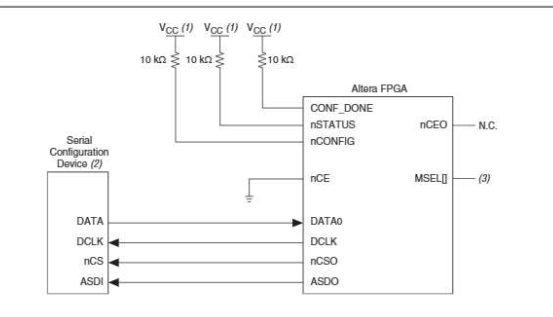 VCC (1) VCC (1) VCC (1)
10 kΩ 10 kΩ 10 kΩ
Altera FPGA
CONF_DONE
nSTATUS nCEO N.C.
nCONFIG
Serial
Configuration
Device (2)
nCE MSEL[] (3)
DATA DATA0
DCLK DCLK
nCS nCSO
ASDI ASDO